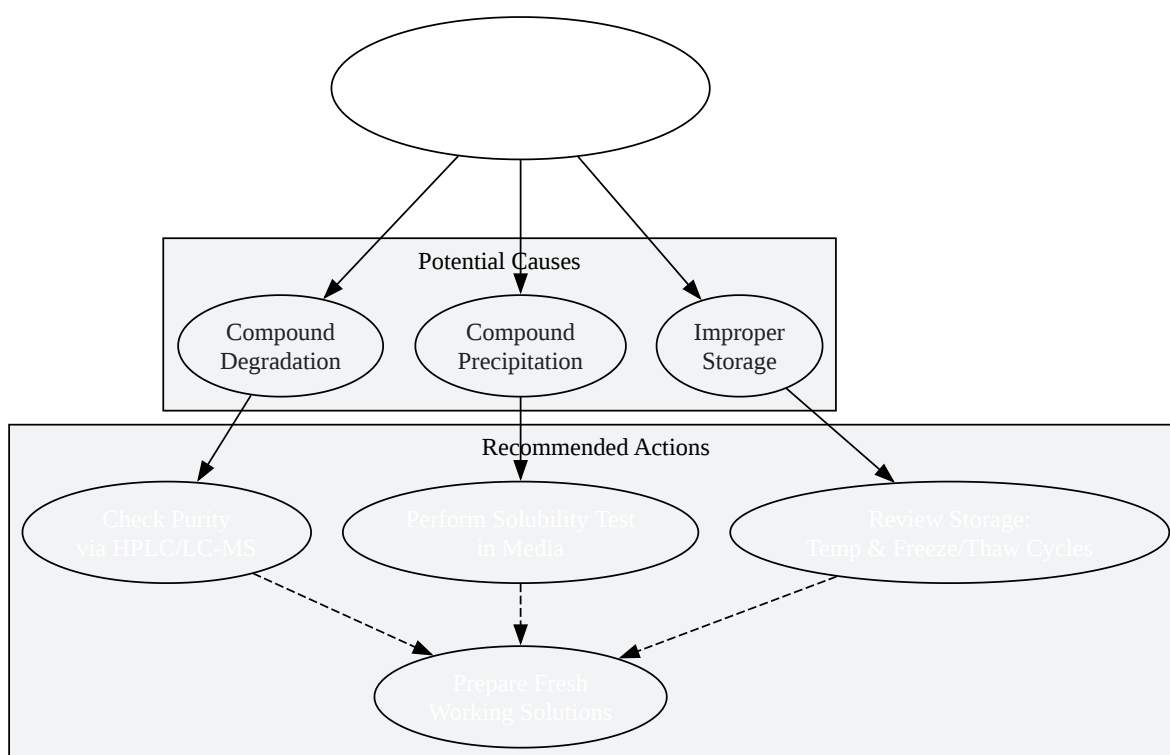 Potential Causes
Compound
Degradation
Compound
Precipitation
Improper
Storage
Recommended Actions
Check Purity
via HPLC/LC-MS
Perform Solubility Test
in Media
Review Storage:
Temp & Freeze/Thaw Cycles
Prepare Fresh
Working Solutions